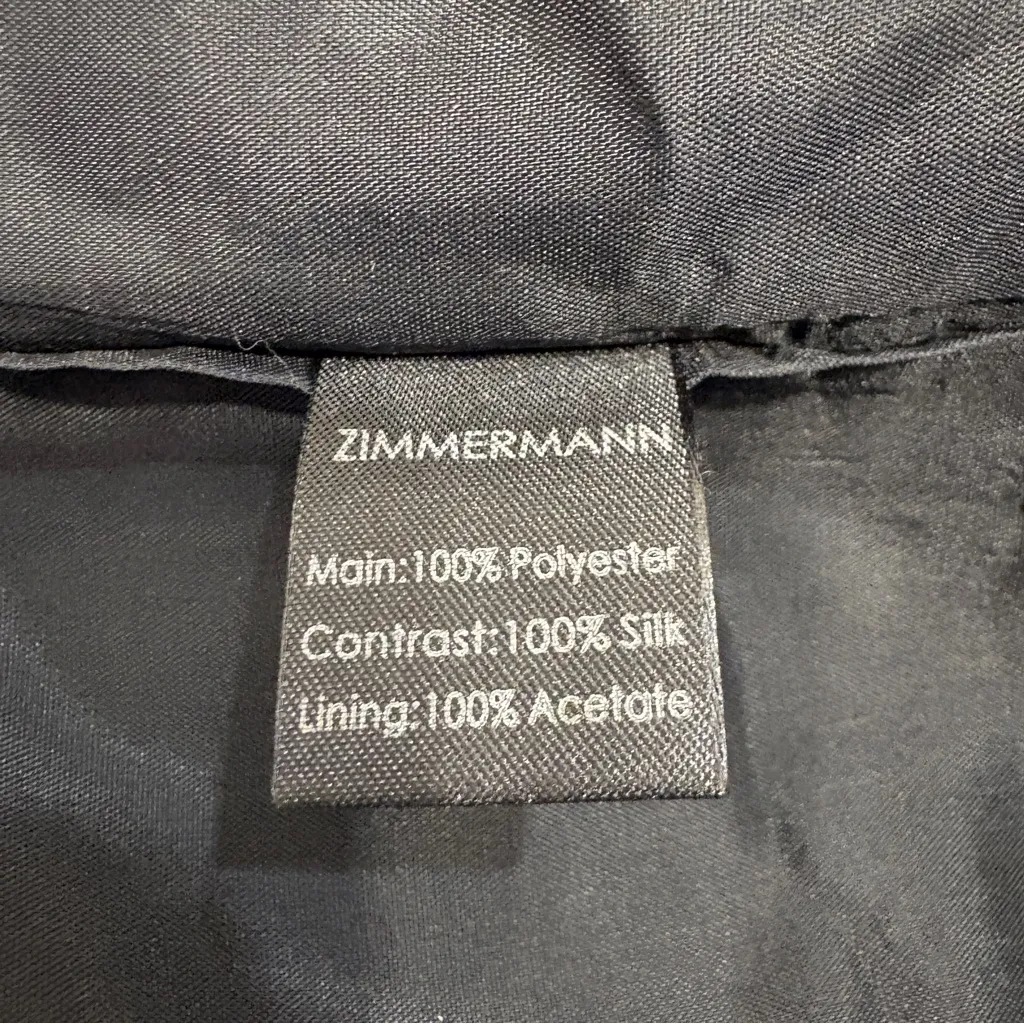 ZIMMERMANN
Main:100% Polyester
Contrast:100% Silk
Lining:100% Acetate